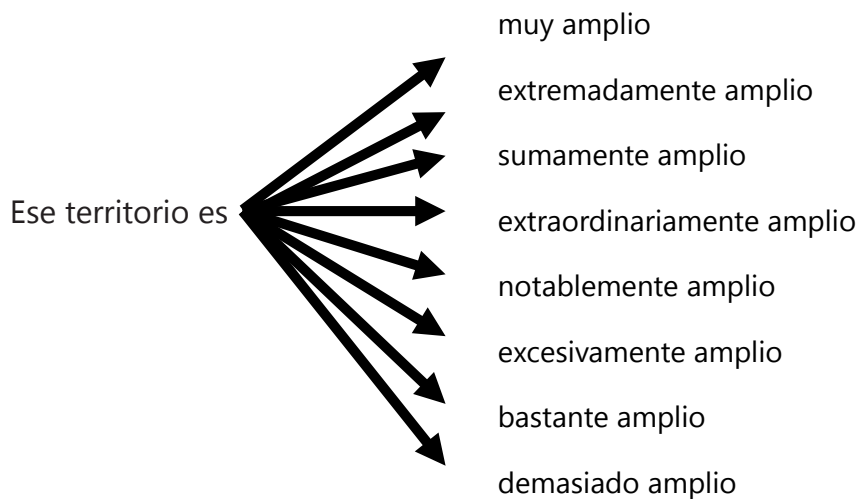 muy amplio
extremadamente amplio
sumamente amplio
Ese territorio es
extraordinariamente amplio
notablemente amplio
excesivamente amplio
bastante amplio
demasiado amplio